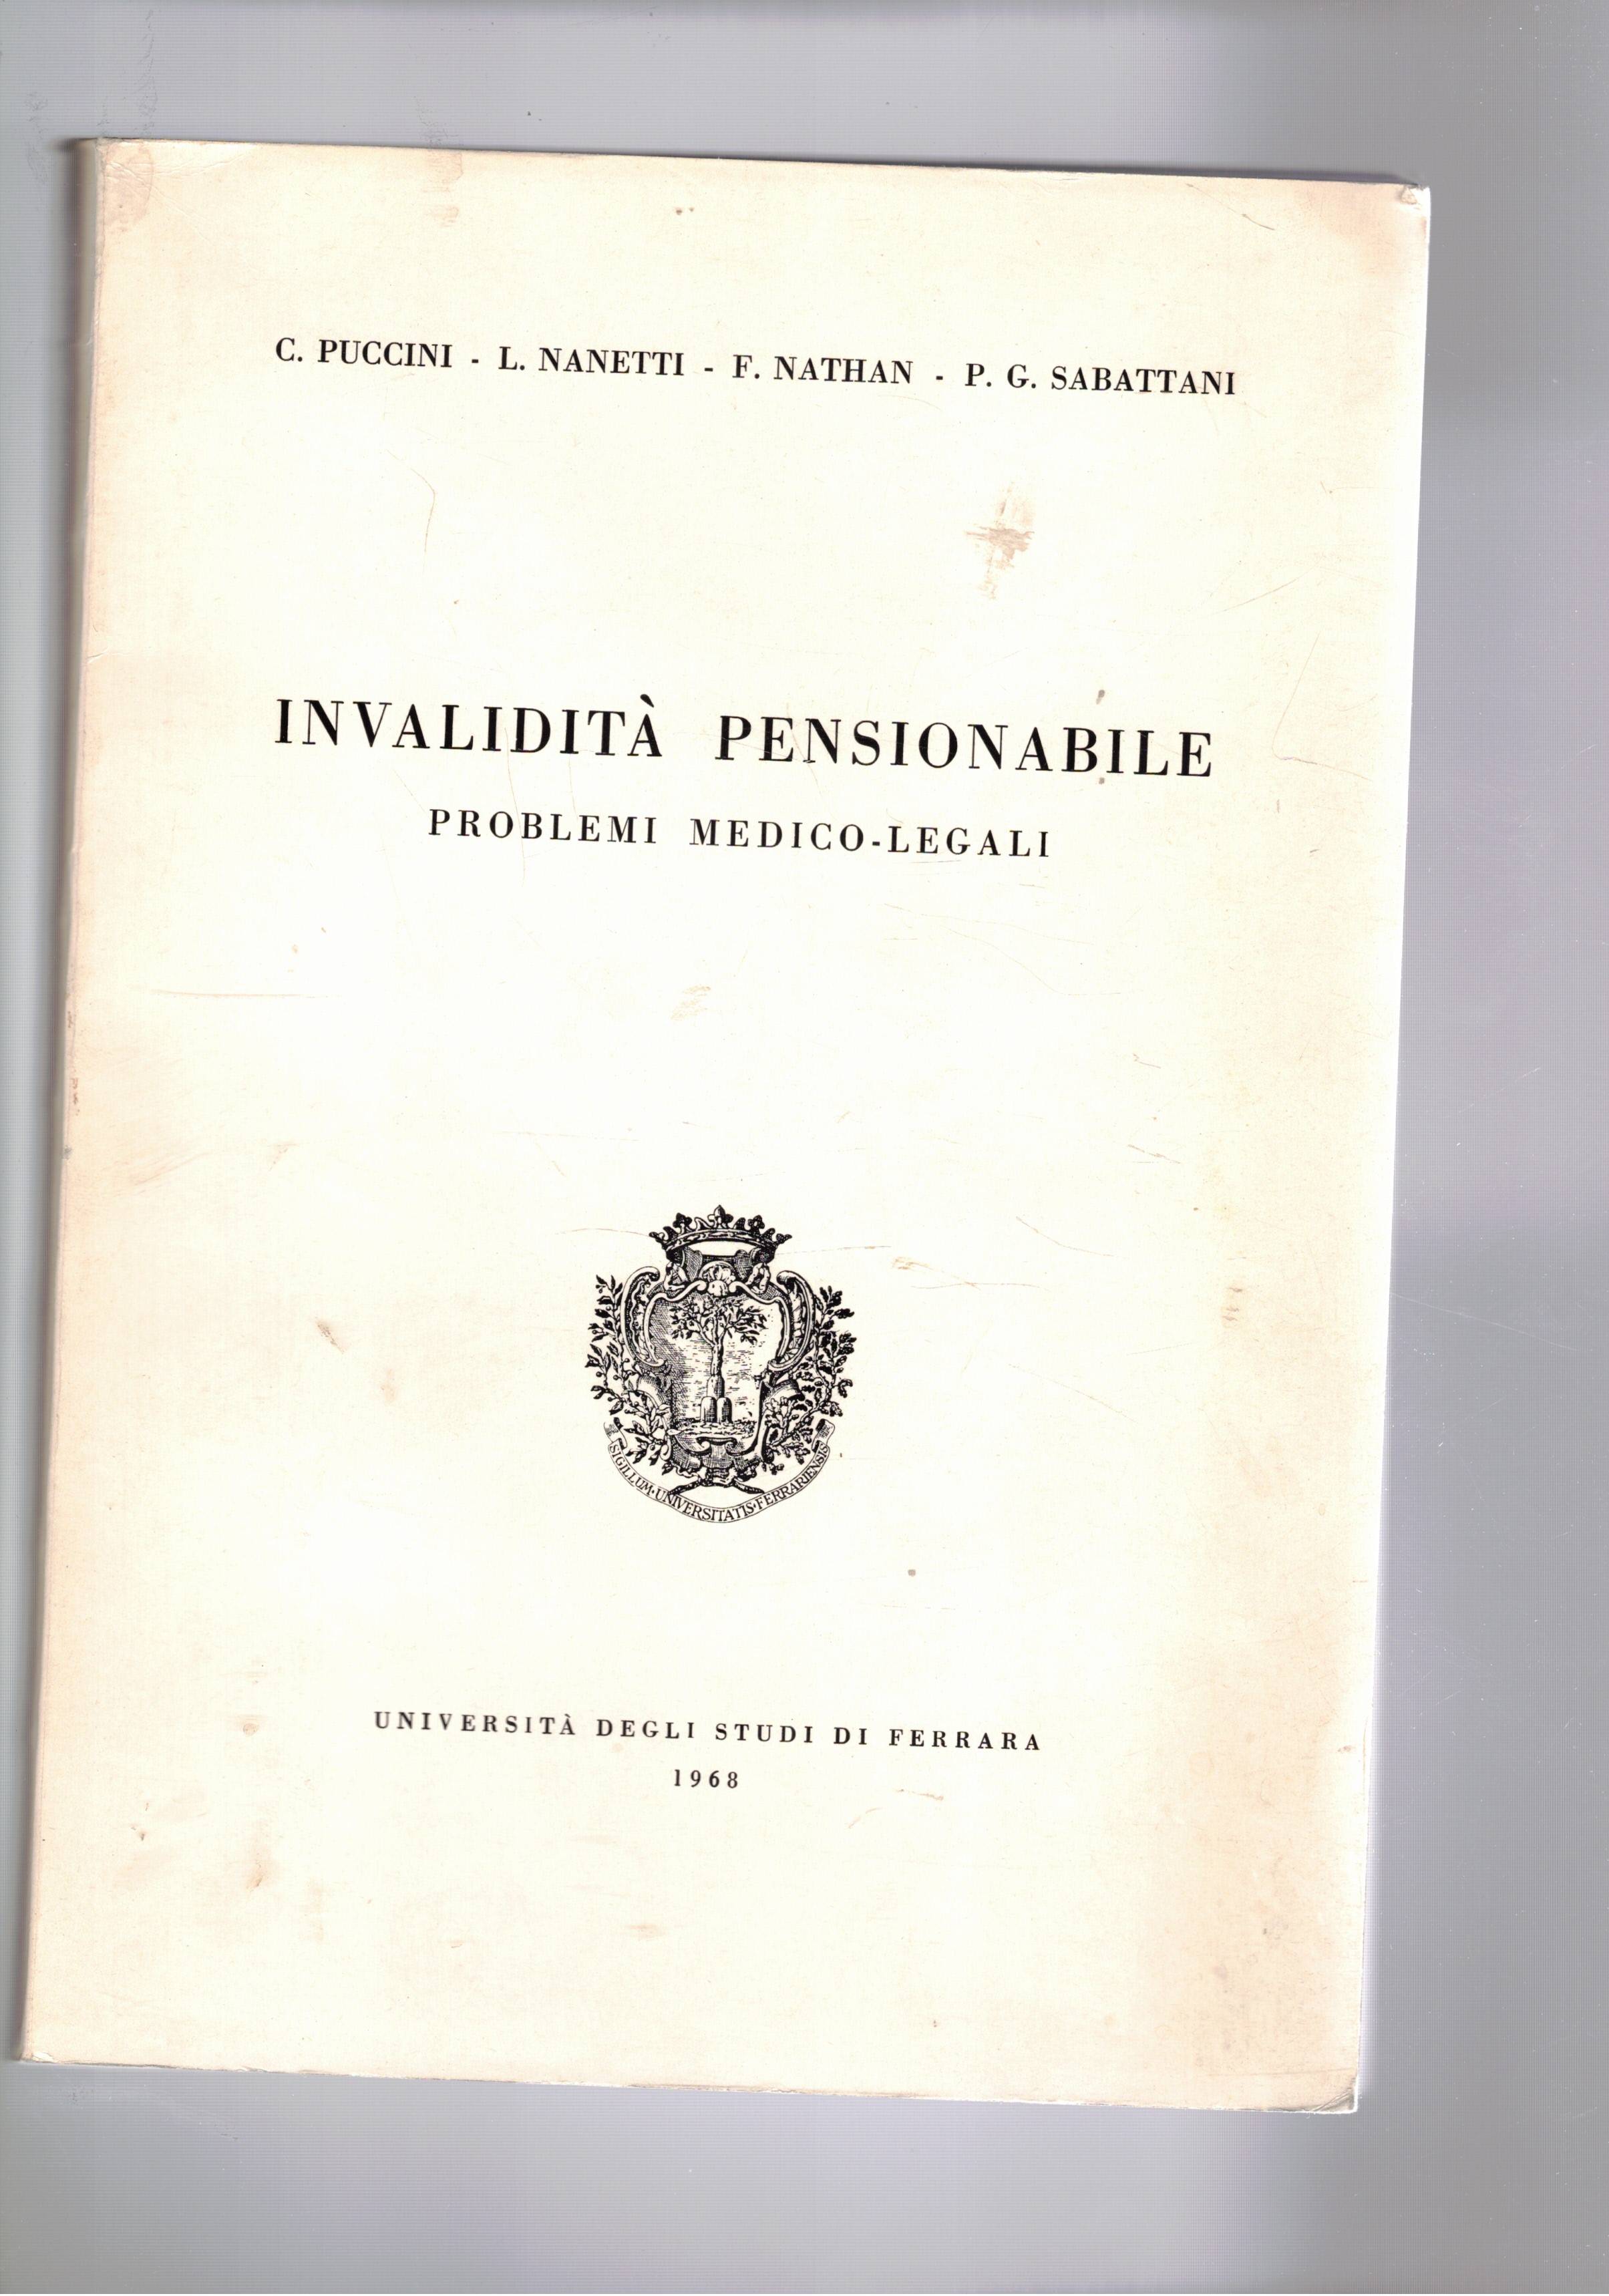 C. PUCCINI - L. NANETTI - F. NATHAN - P. G. SABATTANI
INVALIDITÀ PENSIONABILE
PROBLEMI MEDICO-LEGALI
SIGILLUM·UNIVERSITATIS·FERRARIENSIS
UNIVERSITÀ DEGLI STUDI DI FERRARA
1968